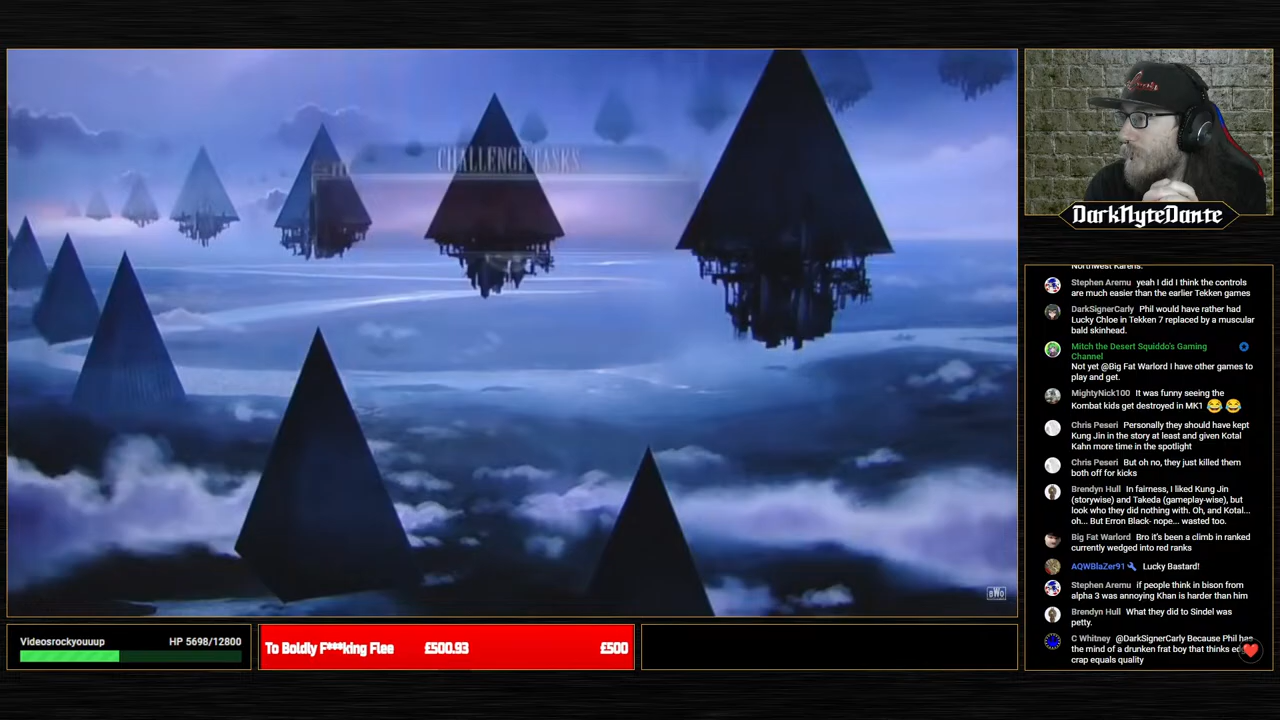 CHALLENGE TASKS
DarkNyteDante
Northwest Karens.
Stephen Aremu yeah I did I think the controls
are much easier than the earlier Tekken games
DarkSignerCarly Phil would have rather had
Lucky Chloe in Tekken 7 replaced by a muscular
bald skinhead.
Mitch the Desert Squiddo's Gaming
Channel
Not yet @Big Fat Warlord I have other games to
play and get.
MightyNick100 It was funny seeing the
Kombat kids get destroyed in MK1 😂 😂
Chris Peseri Personally they should have kept
Kung Jin in the story at least and given Kotal
Kahn more time in the spotlight
Chris Peseri But oh no, they just killed them
both off for kicks
Brendyn Hull In fairness, I liked Kung Jin
(storywise) and Takeda (gameplay-wise), but
look who they did nothing with. Oh, and Kotal...
oh... But Erron Black- nope... wasted too.
Big Fat Warlord Bro it's been a climb in ranked
currently wedged into red ranks
AQWBlaZer91 Lucky Bastard!
Stephen Aremu if people think in bison from
alpha 3 was annoying Khan is harder than him
Brendyn Hull What they did to Sindel was
petty.
C Whitney @DarkSignerCarly Because Phil has
the mind of a drunken frat boy that thinks
crap equals quality
BWO
Videosrockyouuup HP 5698/12800
To Boldly F***king Flee £500.93 £500